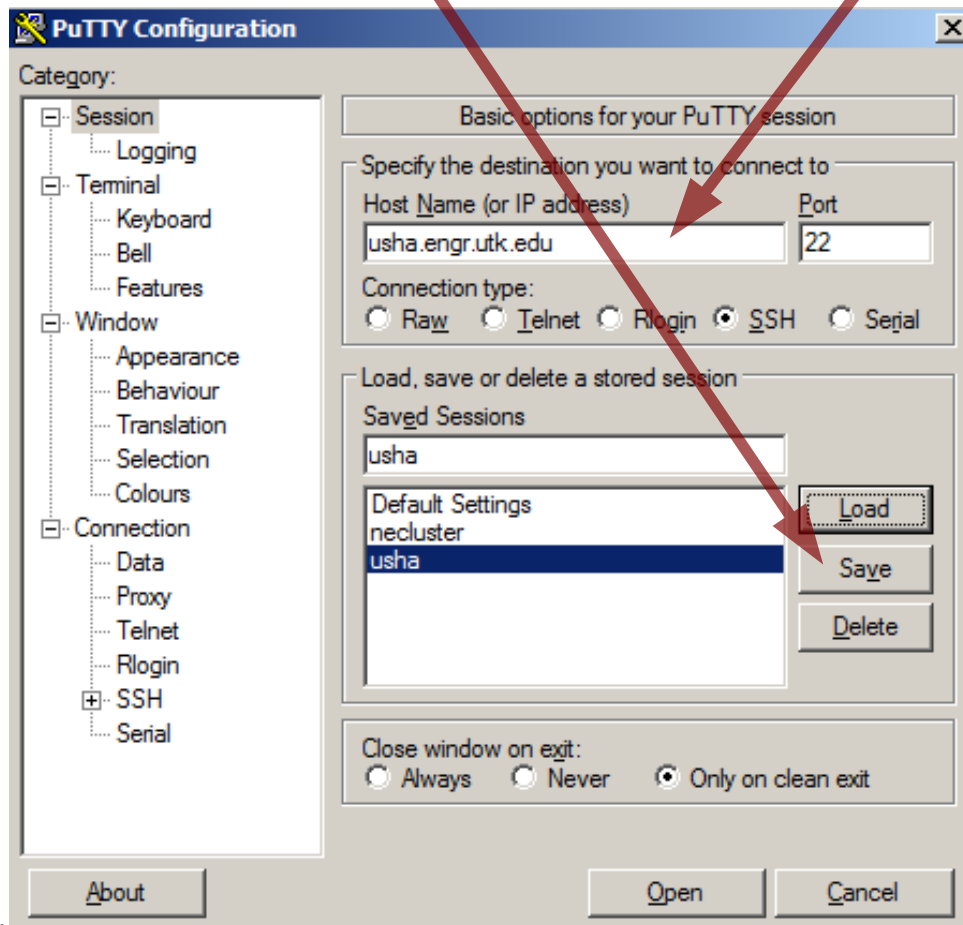 PuTTY Configuration
Category:
Session
Logging
Terminal
Keyboard
Bell
Features
Window
Appearance
Behaviour
Translation
Selection
Colours
Connection
Data
Proxy
Telnet
Rlogin
SSH
Serial
Basic options for your PuTTY session
Specify the destination you want to connect to
Host Name (or IP address) Port
usha.engr.utk.edu 22
Connection type:
Raw Telnet Rlogin SSH Serial
Load, save or delete a stored session
Saved Sessions
usha
Default Settings
necluster
usha
Load
Save
Delete
Close window on exit:
Always Never Only on clean exit
About Open Cancel